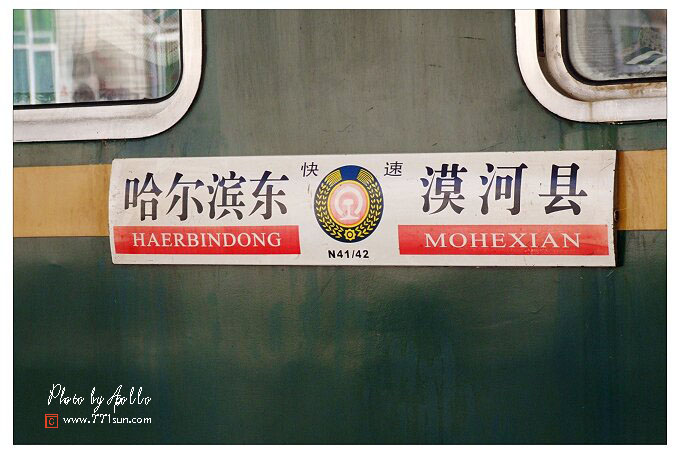 哈尔滨东 快 速 漠河县
HAERBINDONG MOHEXIAN
N41/42
Photo by Apollo
www.771sun.com